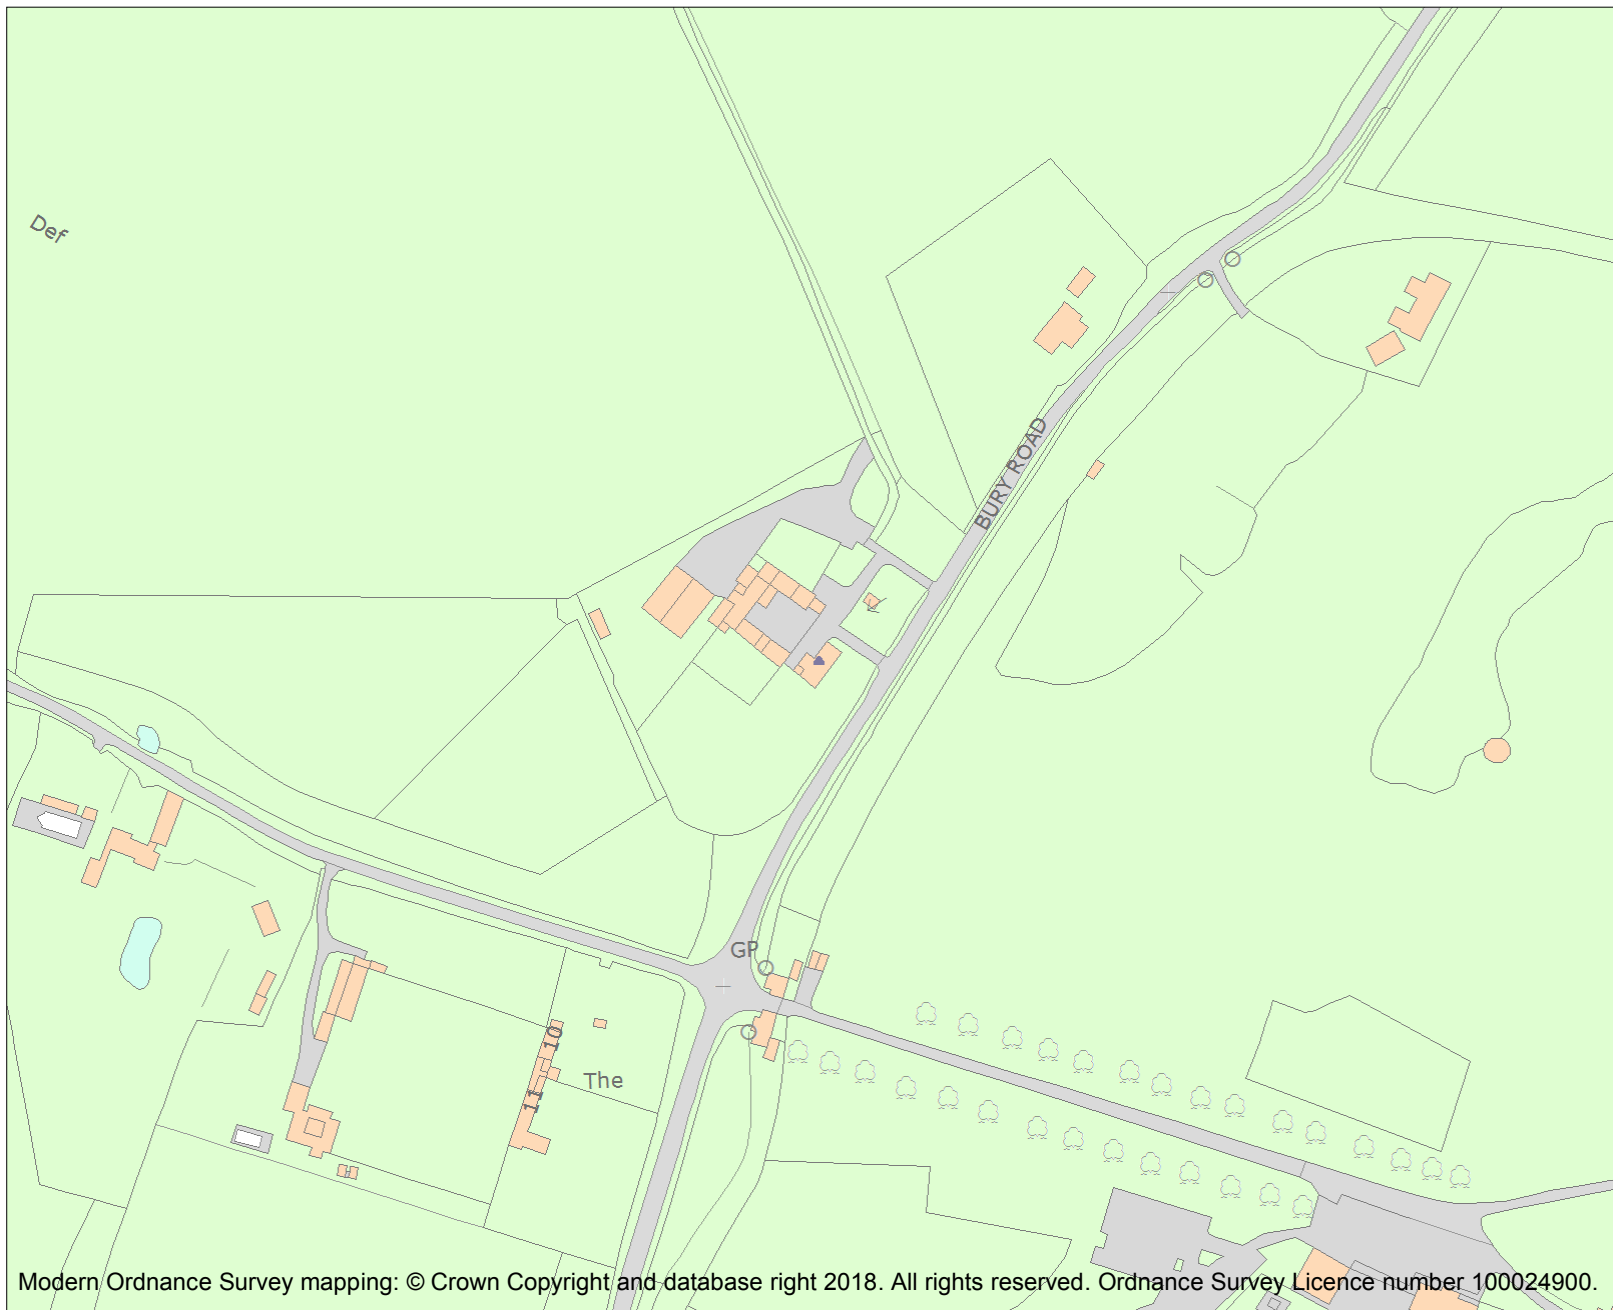 Def
BURY ROAD
GP
10
The
11
Modern Ordnance Survey mapping: © Crown Copyright and database right 2018. All rights reserved. Ordnance Survey Licence number 100024900.